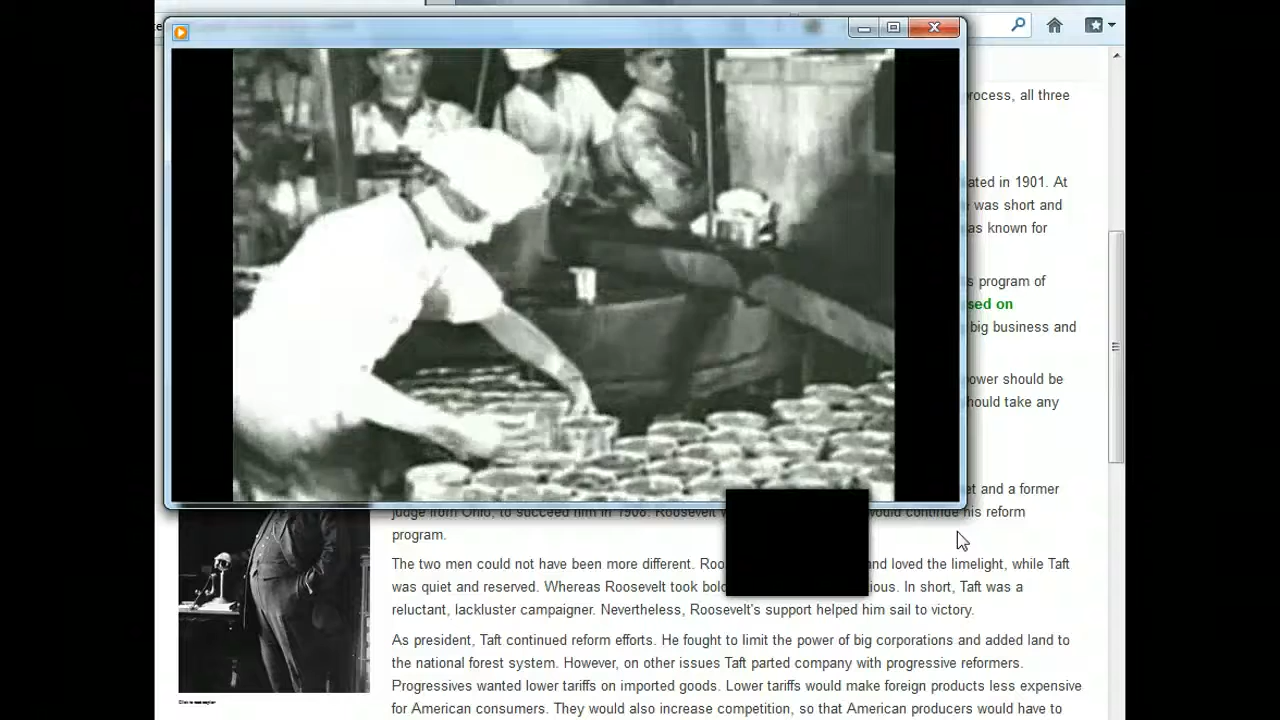 rocess, all three
ated in 1901. At
was short and
as known for
s program of
sed on
big business and
ower should be
hould take any
et and a former
judge from Ohio, to succeed him in 1908. Roosevelt w ould continue his reform
program.
The two men could not have been more different. Roo and loved the limelight, while Taft
was quiet and reserved. Whereas Roosevelt took bold ious. In short, Taft was a
reluctant, lackluster campaigner. Nevertheless, Roosevelt's support helped him sail to victory.
As president, Taft continued reform efforts. He fought to limit the power of big corporations and added land to
the national forest system. However, on other issues Taft parted company with progressive reformers.
Progressives wanted lower tariffs on imported goods. Lower tariffs would make foreign products less expensive
for American consumers. They would also increase competition, so that American producers would have to